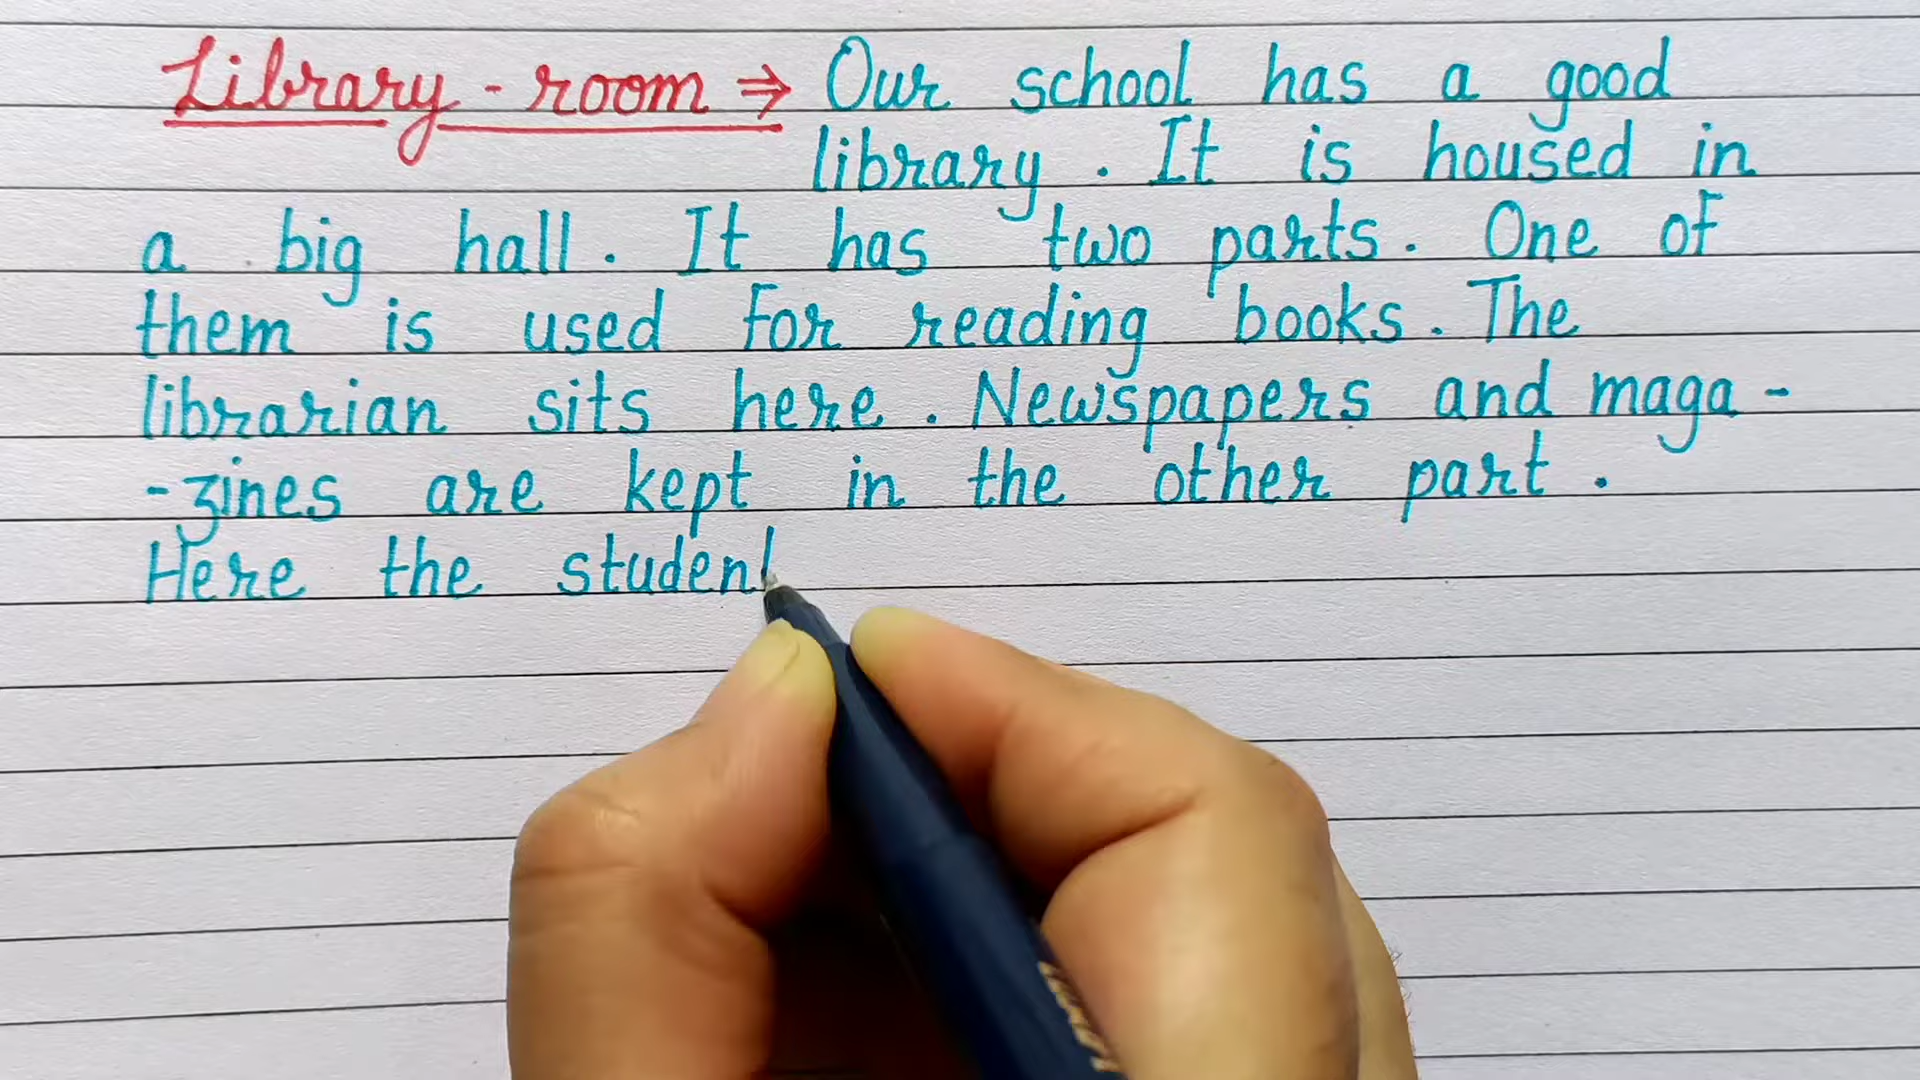 Library - room ⇒ Our school has a good
library. It is housed in
a big hall. It has two parts. One of
them is used for reading books. The
librarian sits here. Newspapers and maga-
-zines are kept in the other part.
Here the student